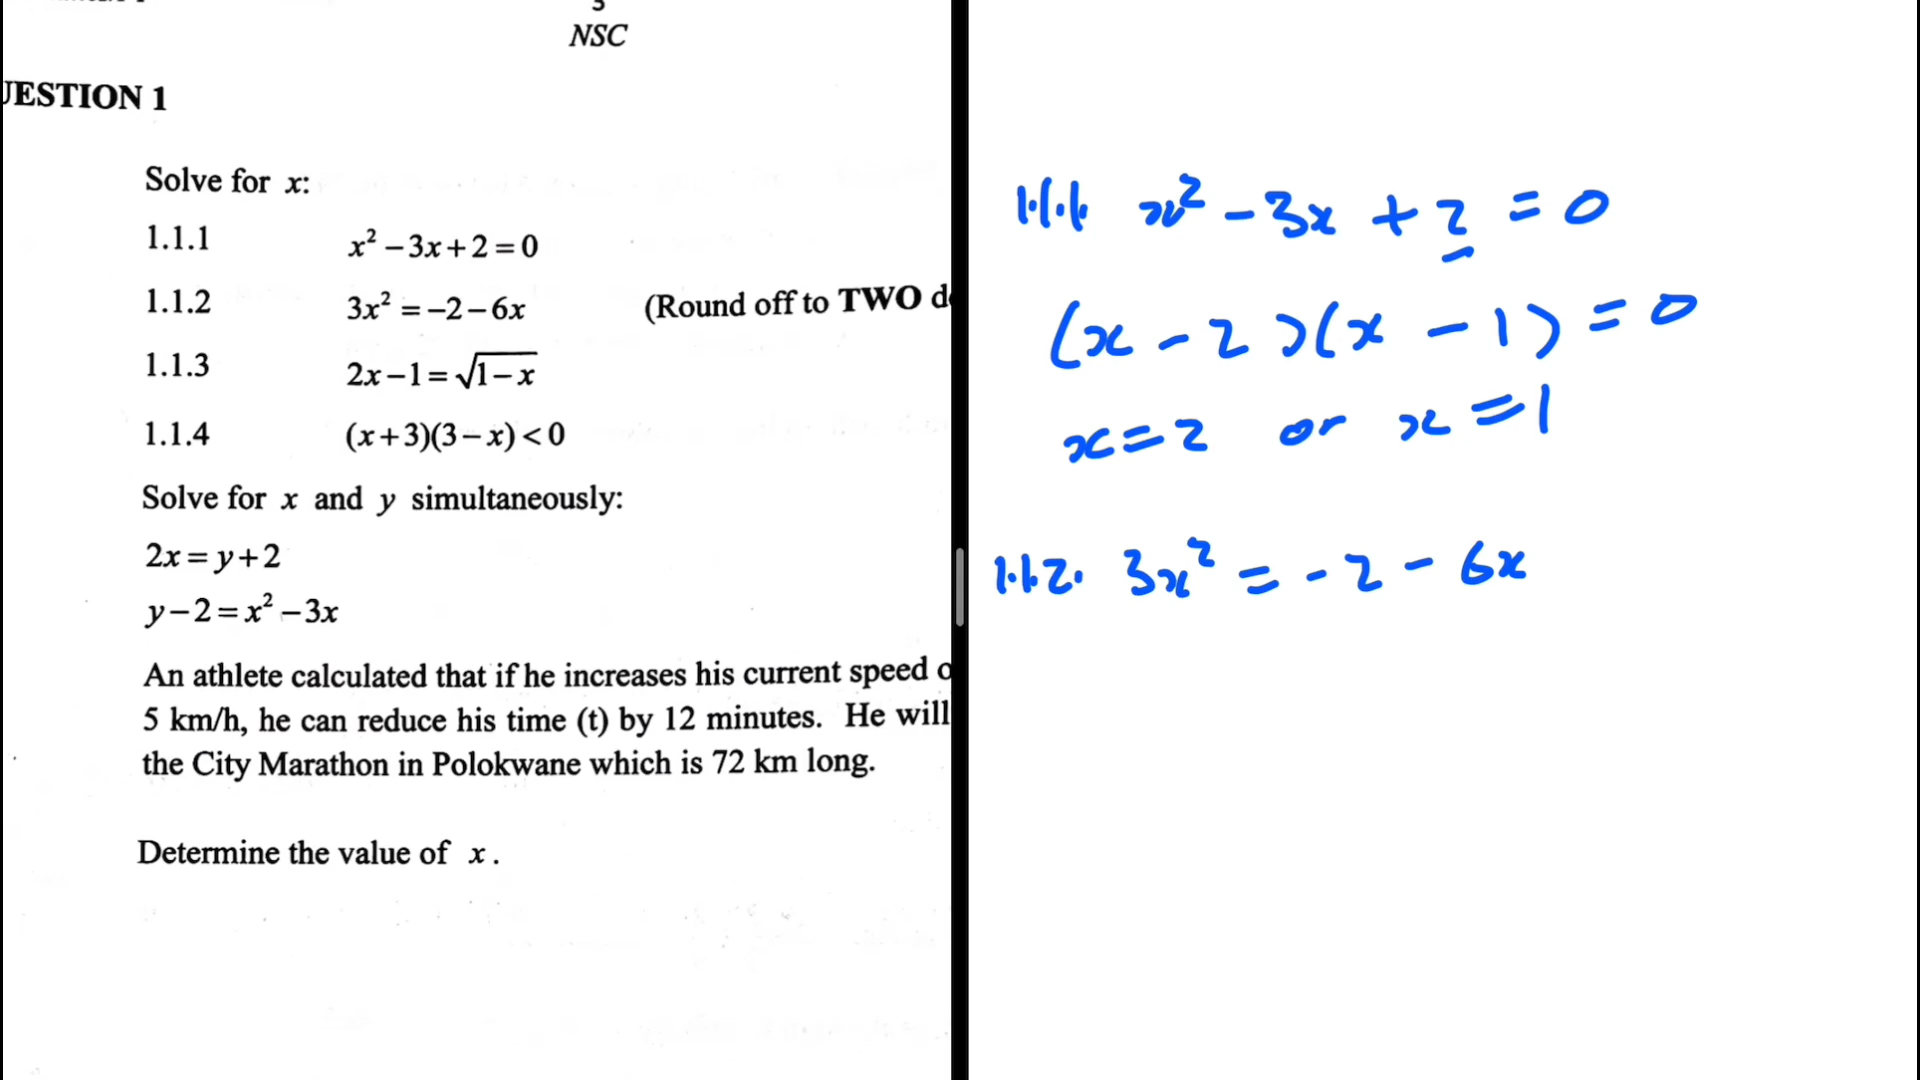 NSC
UESTION 1
Solve for x:
1.1.1 x² − 3x + 2 = 0
1.1.2 3x² = −2 − 6x (Round off to TWO d
1.1.3 2x − 1 = √(1 − x)
1.1.4 (x + 3)(3 − x) < 0
Solve for x and y simultaneously:
2x = y + 2
y − 2 = x² − 3x
An athlete calculated that if he increases his current speed o
5 km/h, he can reduce his time (t) by 12 minutes. He will
the City Marathon in Polokwane which is 72 km long.
Determine the value of x .
1.1.1. x² − 3x + 2 = 0
(x − 2)(x − 1) = 0
x = 2 or x = 1
1.1.2. 3x² = −2 − 6x